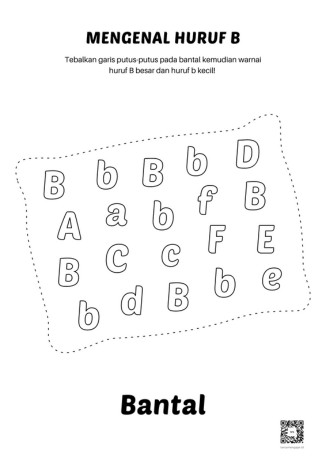 MENGENAL HURUF B
Tebalkan garis putus-putus pada bantal kemudian warnai
huruf B besar dan huruf b kecil!
B b B b D
A a b f B
B C c F E
b d B b e
Bantal